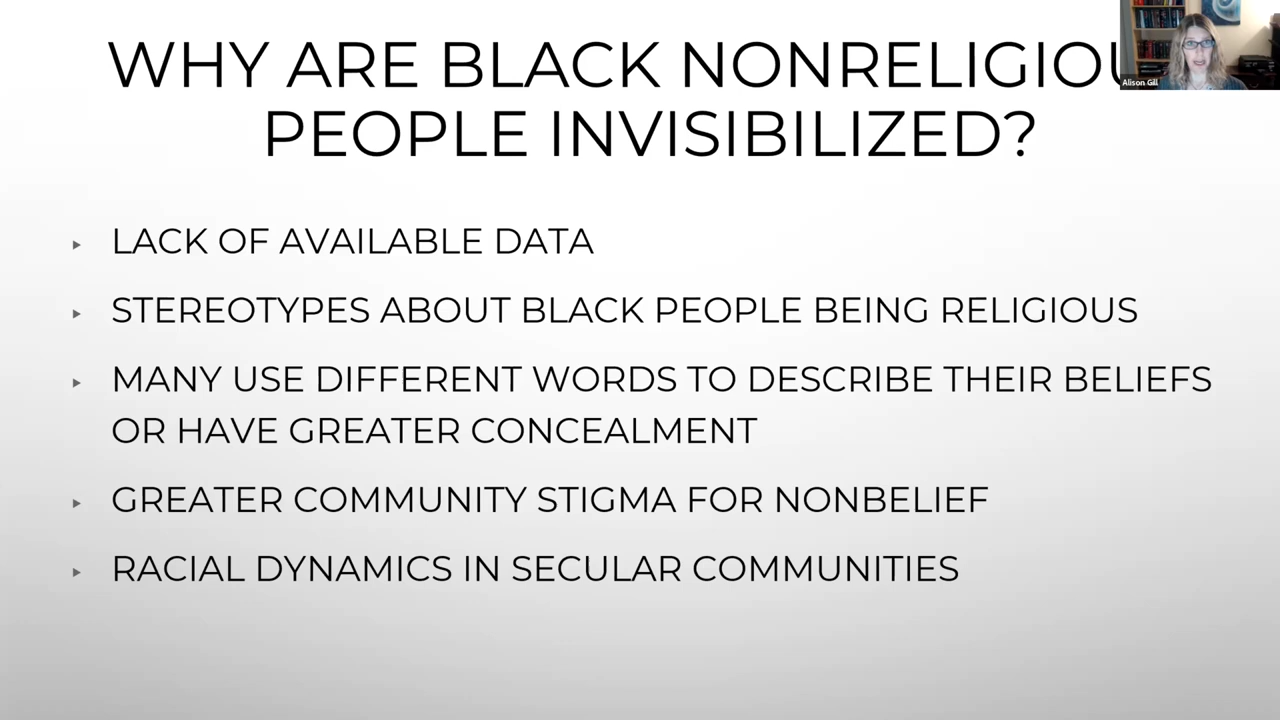 WHY ARE BLACK NONRELIGIOU
PEOPLE INVISIBILIZED?
Alison Gill
LACK OF AVAILABLE DATA
STEREOTYPES ABOUT BLACK PEOPLE BEING RELIGIOUS
MANY USE DIFFERENT WORDS TO DESCRIBE THEIR BELIEFS
OR HAVE GREATER CONCEALMENT
GREATER COMMUNITY STIGMA FOR NONBELIEF
RACIAL DYNAMICS IN SECULAR COMMUNITIES